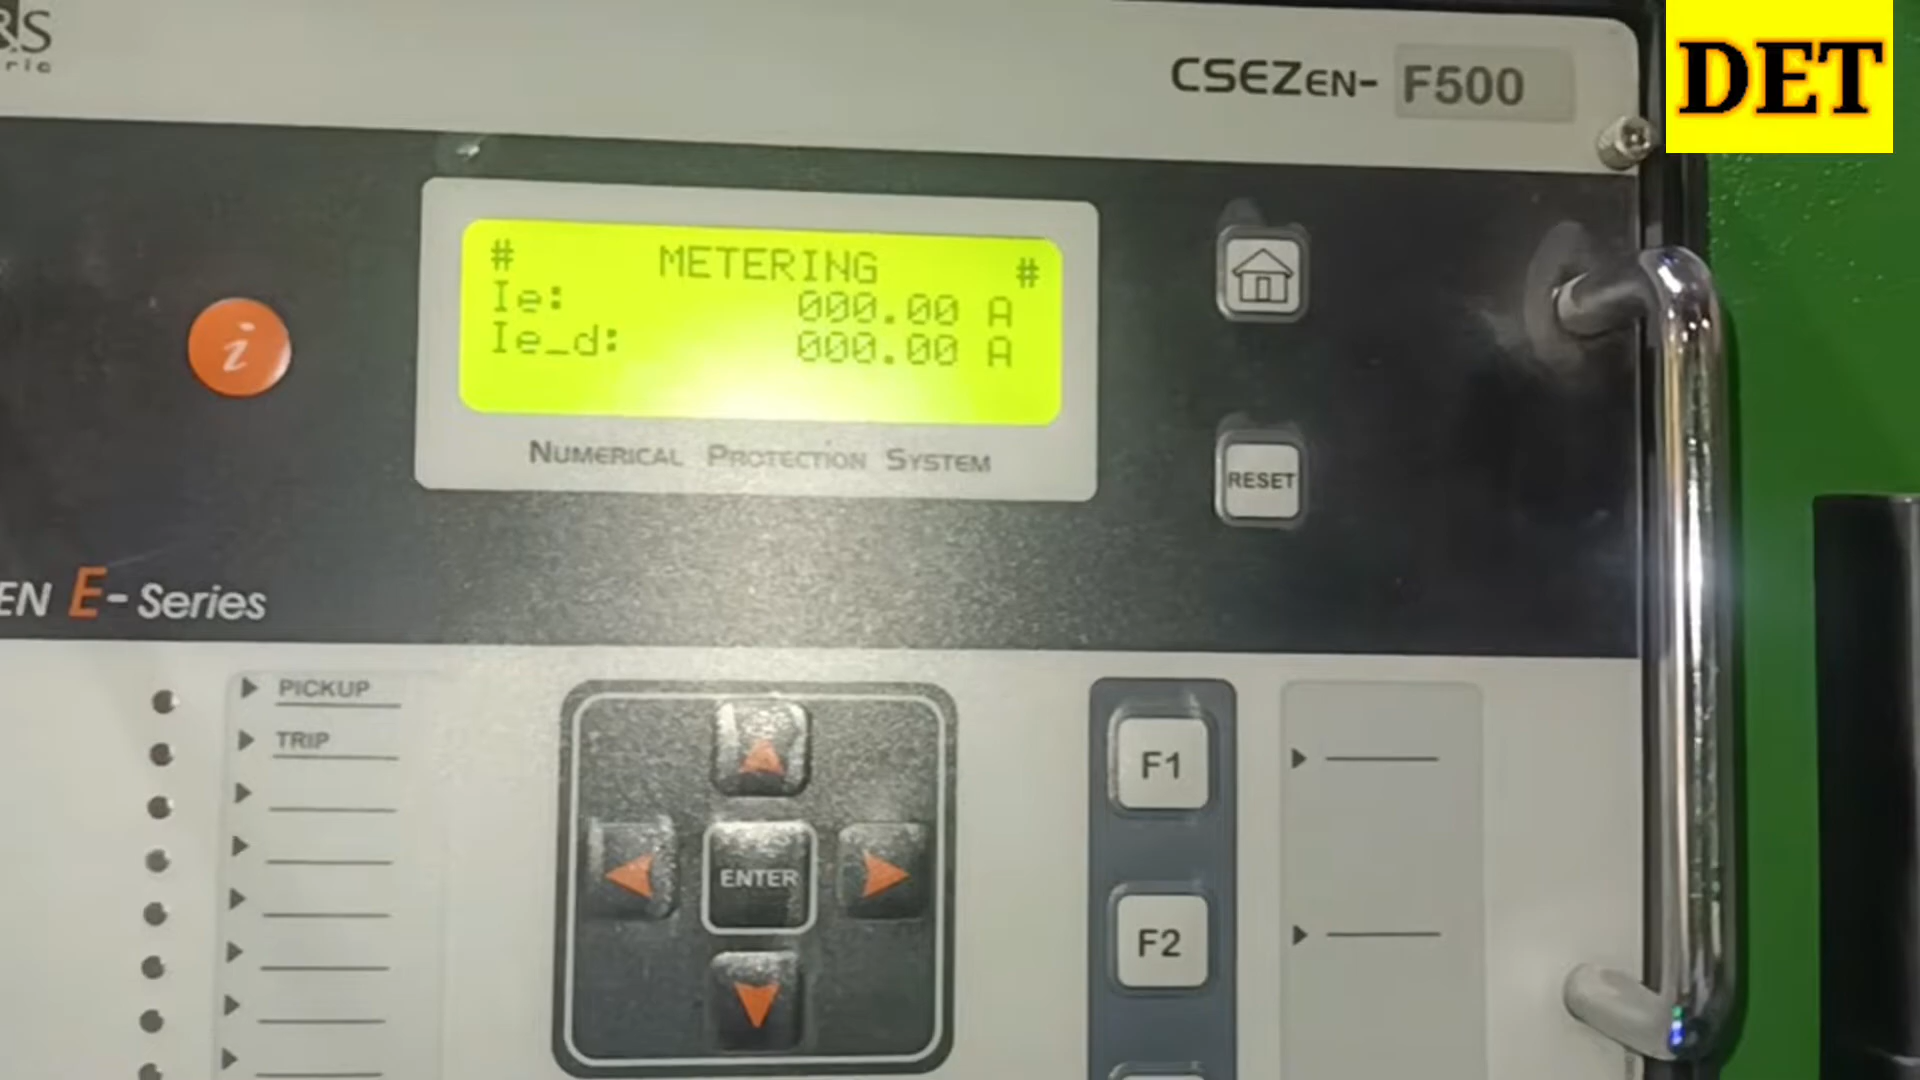 &S
ric
CSEZEN- F500
DET
# METERING #
Ie: 000.00 A
Ie_d: 000.00 A
NUMERICAL PROTECTION SYSTEM
i
RESET
EN E- Series
PICKUP
TRIP
ENTER
F1
F2